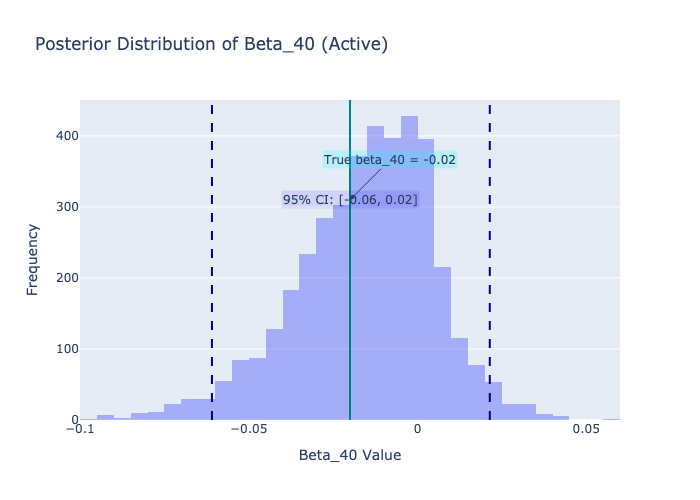 Posterior Distribution of Beta_40 (Active)
400
True beta_40 = -0.02
95% CI: [-0.06, 0.02]
300
Frequency
200
100
0
−0.1
−0.05
0
0.05
Beta_40 Value